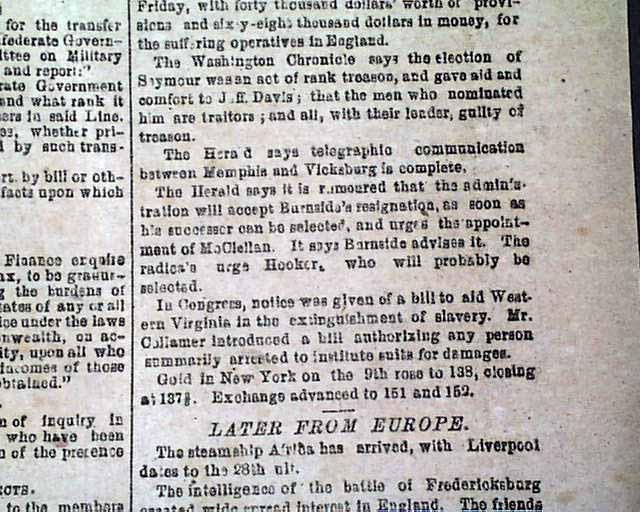 for the transfer
federate Govern-
ttee on Military
and report:"
rate Government
and what rank it
ers in said Line.
es, whether pri-
d by such trans-
rt by bill or oth-
facts upon which
Finance enquire
ax, to be gradua-
g the burdens of
tates of any or all
ice under the laws
onwealth, on ac-
ity, upon all who
incomes of those
obtained."
n of inquiry in
who have been
n of the presence
ECTS.
to the members
Friday, with forty thousand dollars' worth of provi-
sions and sixty-eight thousand dollars in money, for
the suffering operatives in England.
The Washington Chronicle says the election of
Seymour was an act of rank treason, and gave aid and
comfort to Jeff. Davis; that the men who nominated
him are traitors; and all, with their leader, guilty of
treason.
The Herald says telegraphic communication
between Memphis and Vicksburg is complete.
The Herald says it is rumoured that the adminis-
tration will accept Burnside's resignation, as soon as
his successor can be selected, and urges the appoint-
ment of McClellan. It says Burnside advises it. The
radicals urge Hooker, who will probably be
selected.
In Congress, notice was given of a bill to aid West-
ern Virginia in the extinguishment of slavery. Mr.
Collamer introduced a bill authorizing any person
summarily arrested to institute suits for damages.
Gold in New York on the 9th rose to 138, closing
at 137⅞. Exchange advanced to 151 and 152.
LATER FROM EUROPE.
The steamship Africa has arrived, with Liverpool
dates to the 28th ult.
The intelligence of the battle of Fredericksburg
created wide spread interest in England. The friends